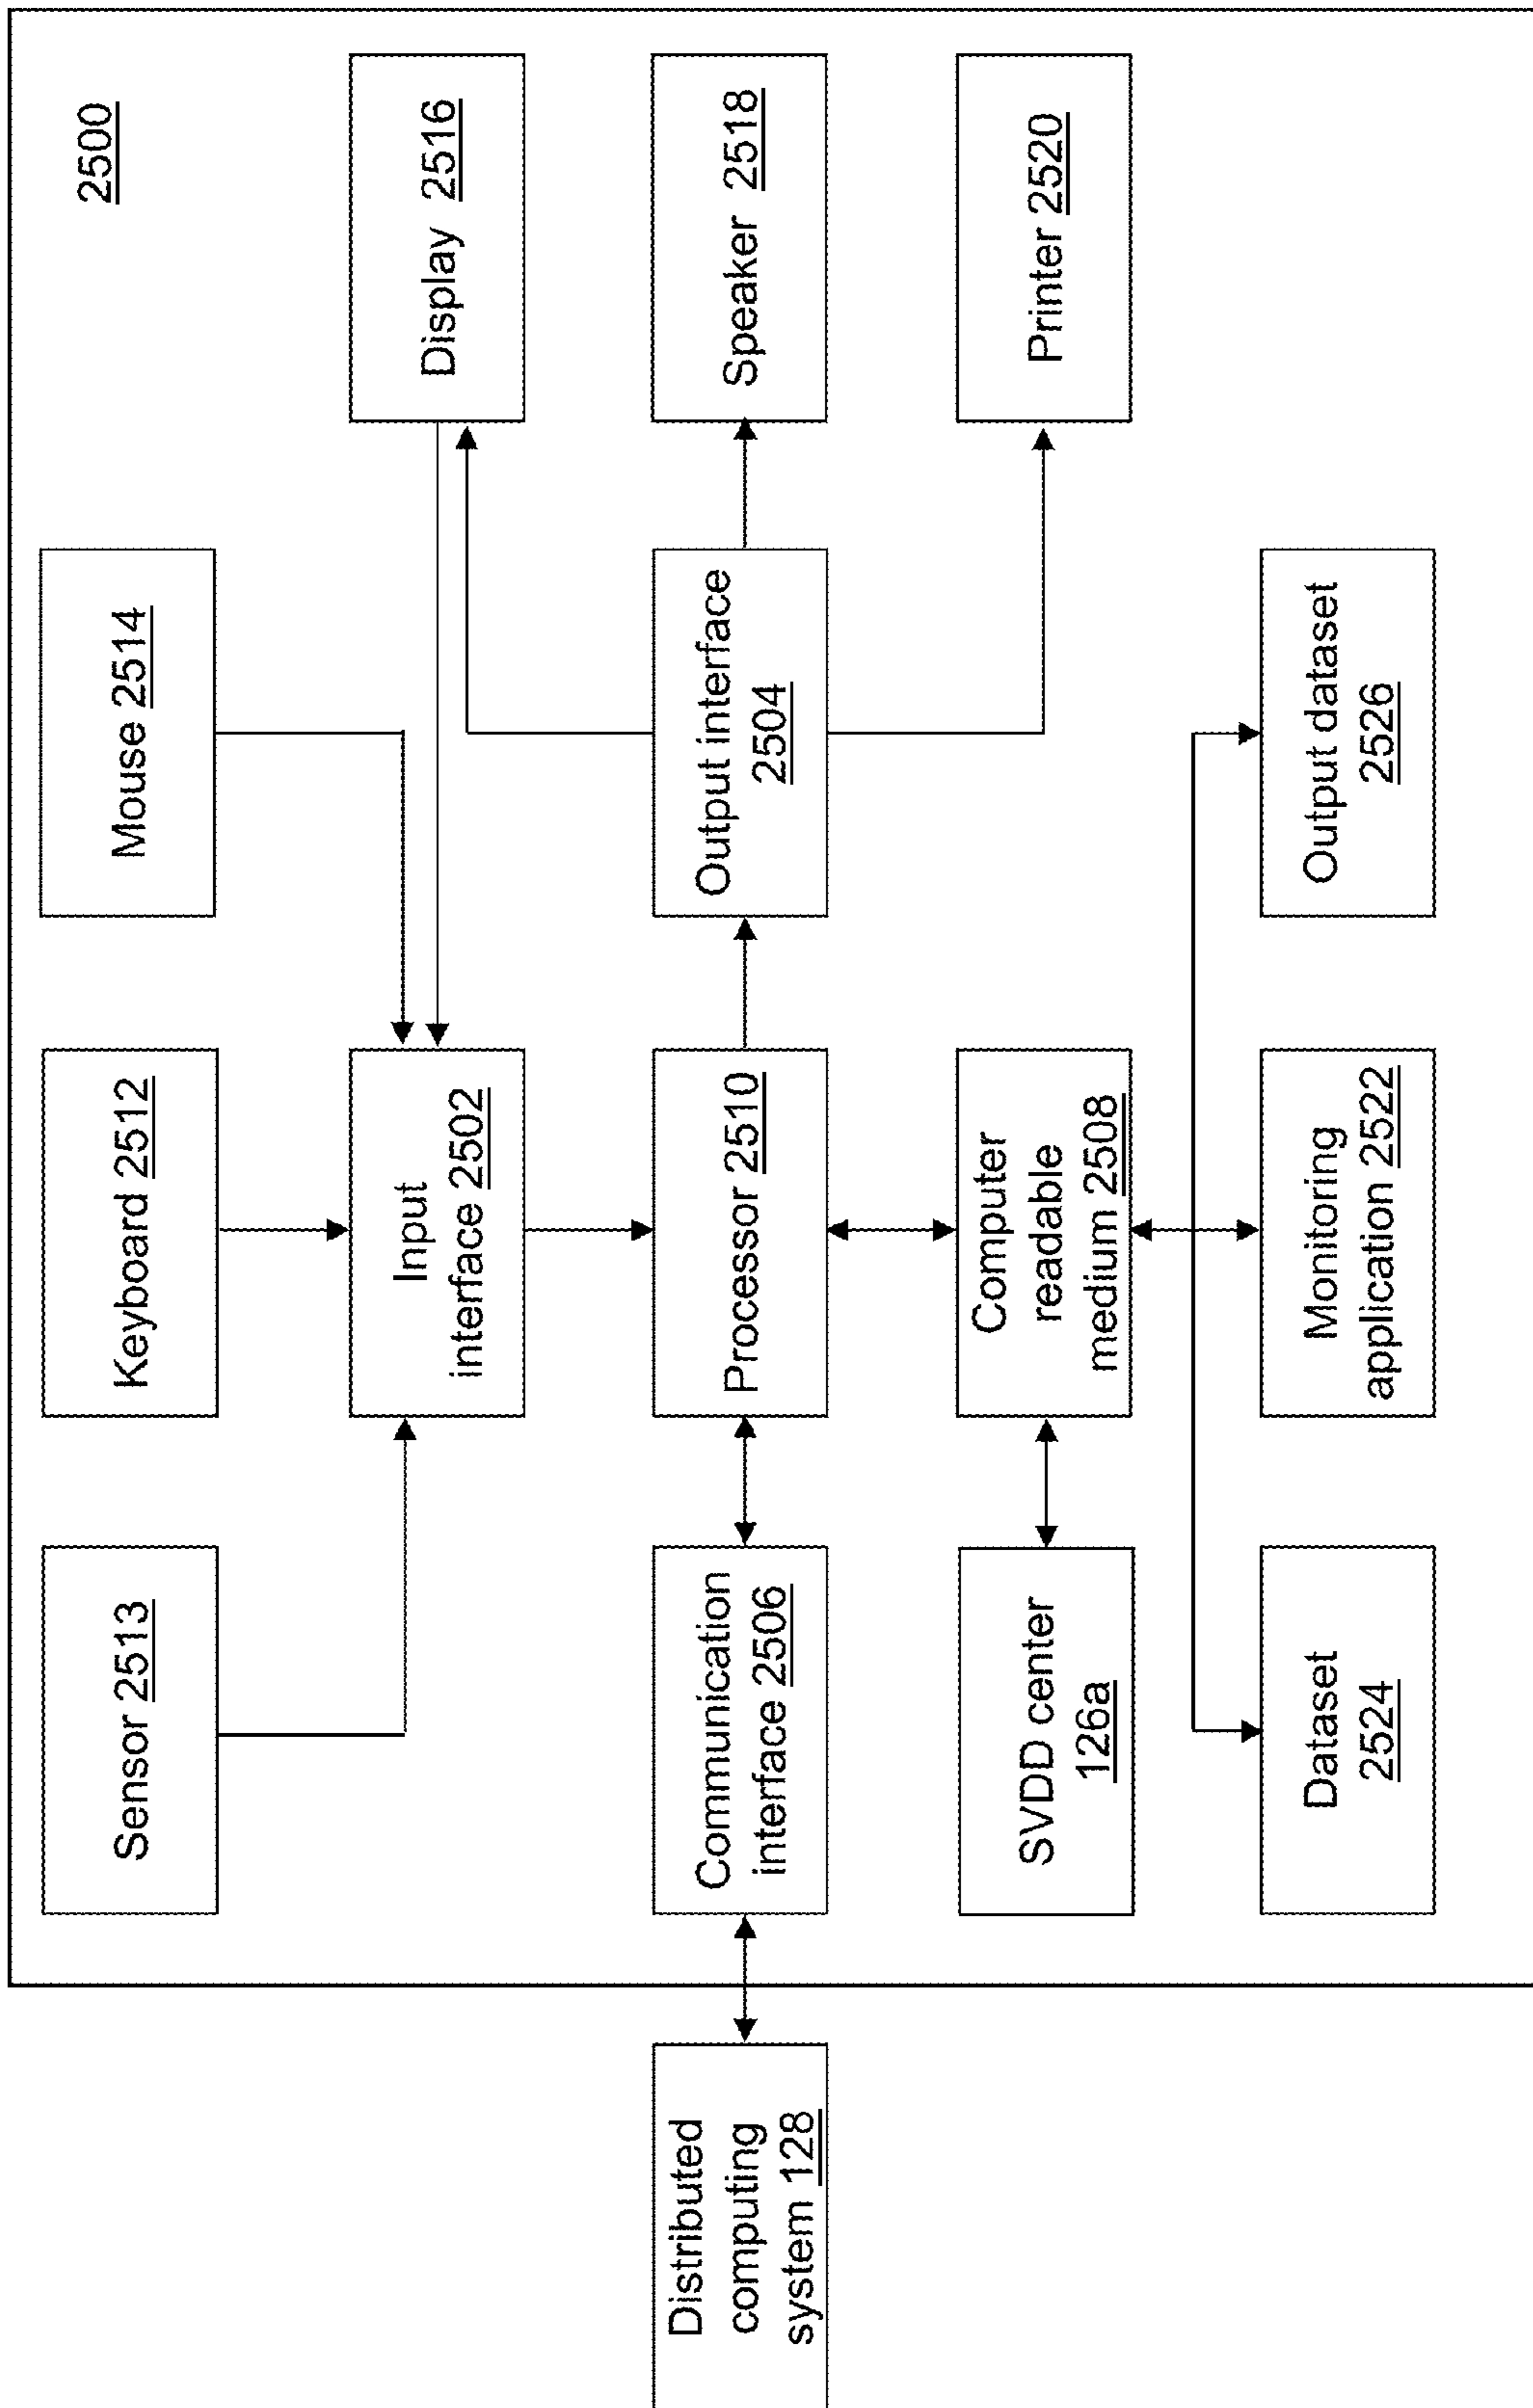 2500
Sensor 2513
Keyboard 2512
Mouse 2514
Input
interface 2502
Display 2516
Distributed
computing
system 128
Communication
interface 2506
Processor 2510
Output interface
2504
Speaker 2518
SVDD center
126a
Computer
readable
medium 2508
Printer 2520
Dataset
2524
Monitoring
application 2522
Output dataset
2526